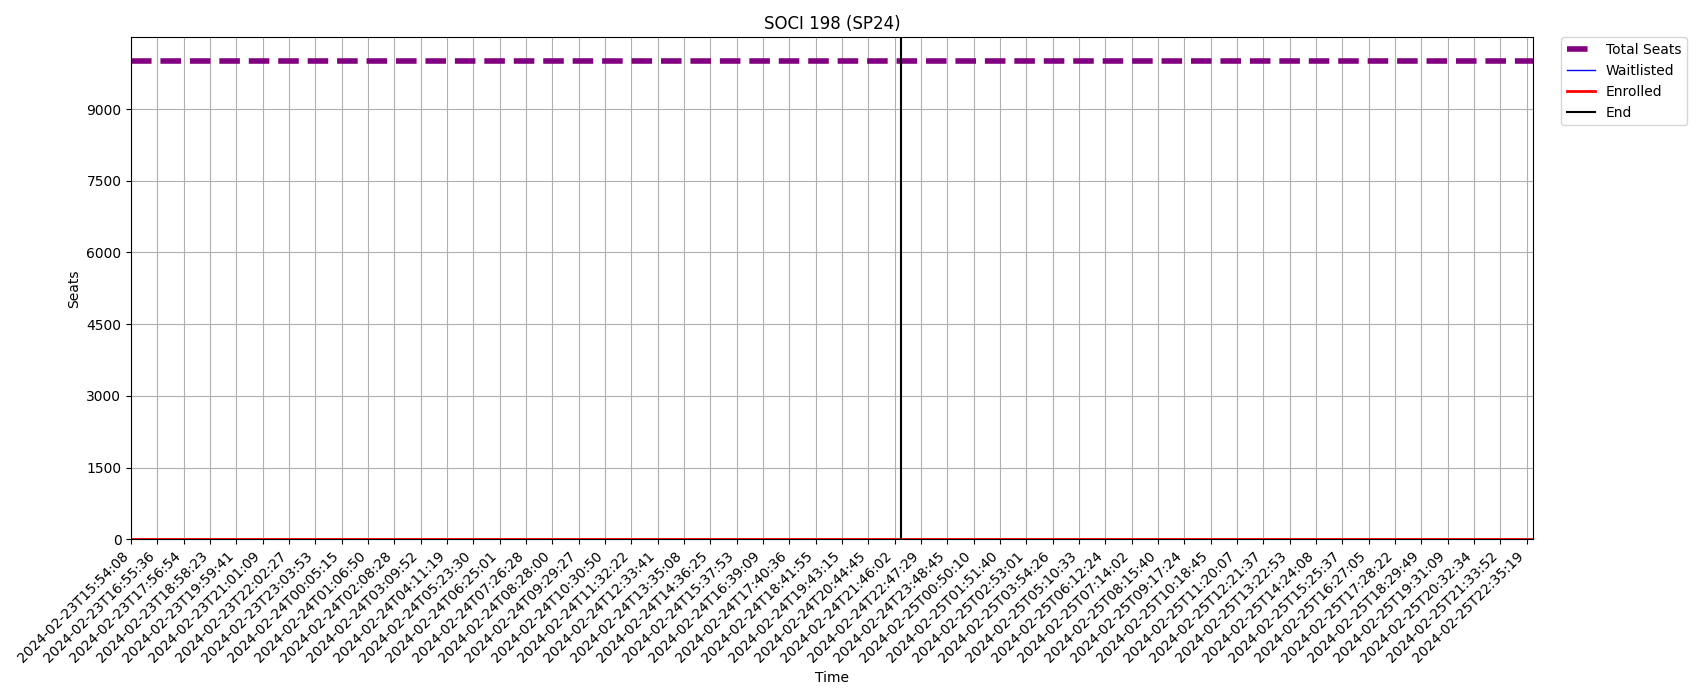 SOCI 198 (SP24)
Total Seats
Waitlisted
Enrolled
End
Seats
9000
7500
6000
4500
3000
1500
0
2024-02-23T15:54:08
2024-02-23T16:55:36
2024-02-23T17:56:54
2024-02-23T18:58:23
2024-02-23T19:59:41
2024-02-23T21:01:09
2024-02-23T22:02:27
2024-02-23T23:03:53
2024-02-24T00:05:15
2024-02-24T01:06:50
2024-02-24T02:08:28
2024-02-24T03:09:52
2024-02-24T04:11:19
2024-02-24T05:23:30
2024-02-24T06:25:01
2024-02-24T07:26:28
2024-02-24T08:28:00
2024-02-24T09:29:27
2024-02-24T10:30:50
2024-02-24T11:32:22
2024-02-24T12:33:41
2024-02-24T13:35:08
2024-02-24T14:36:25
2024-02-24T15:37:53
2024-02-24T16:39:09
2024-02-24T17:40:36
2024-02-24T18:41:55
2024-02-24T19:43:15
2024-02-24T20:44:45
2024-02-24T21:46:02
2024-02-24T22:47:29
2024-02-24T23:48:45
2024-02-25T00:50:10
2024-02-25T01:51:40
2024-02-25T02:53:01
2024-02-25T03:54:26
2024-02-25T05:10:33
2024-02-25T06:12:24
2024-02-25T07:14:02
2024-02-25T08:15:40
2024-02-25T09:17:24
2024-02-25T10:18:45
2024-02-25T11:20:07
2024-02-25T12:21:37
2024-02-25T13:22:53
2024-02-25T14:24:08
2024-02-25T15:25:37
2024-02-25T16:27:05
2024-02-25T17:28:22
2024-02-25T18:29:49
2024-02-25T19:31:09
2024-02-25T20:32:34
2024-02-25T21:33:52
2024-02-25T22:35:19
Time